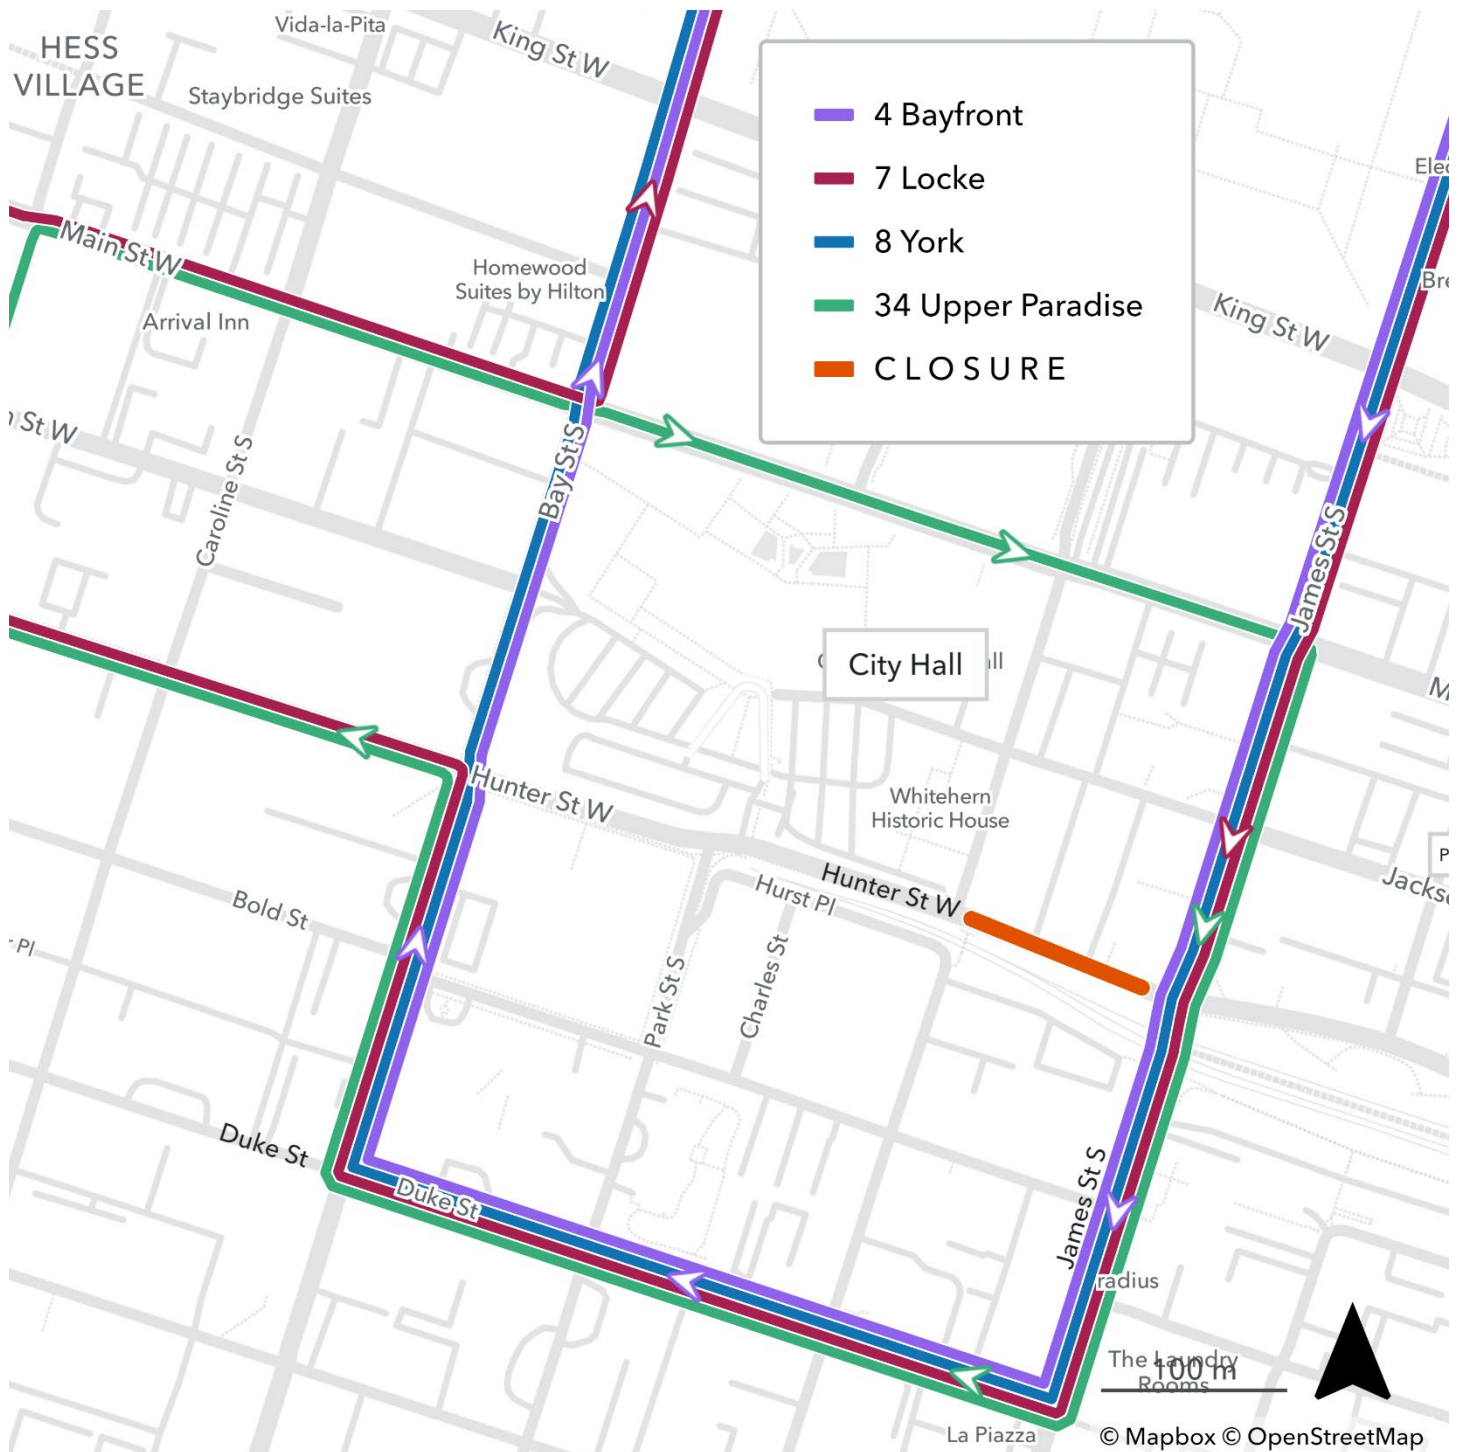 Vida-la-Pita
King St W
HESS
VILLAGE
Staybridge Suites
4 Bayfront
7 Locke
8 York
34 Upper Paradise
CLOSURE
Main St W
Homewood
Suites by Hilton
Arrival Inn
King St W
St W
Caroline St S
Bay St S
James St S
City Hall
Hunter St W
Whitehern
Historic House
Hunter St W
Hurst Pl
Bold St
Pl
Park St S
Charles St
Duke St
Duke St
James St S
radius
The Laundry
Rooms
100 m
La Piazza
© Mapbox © OpenStreetMap